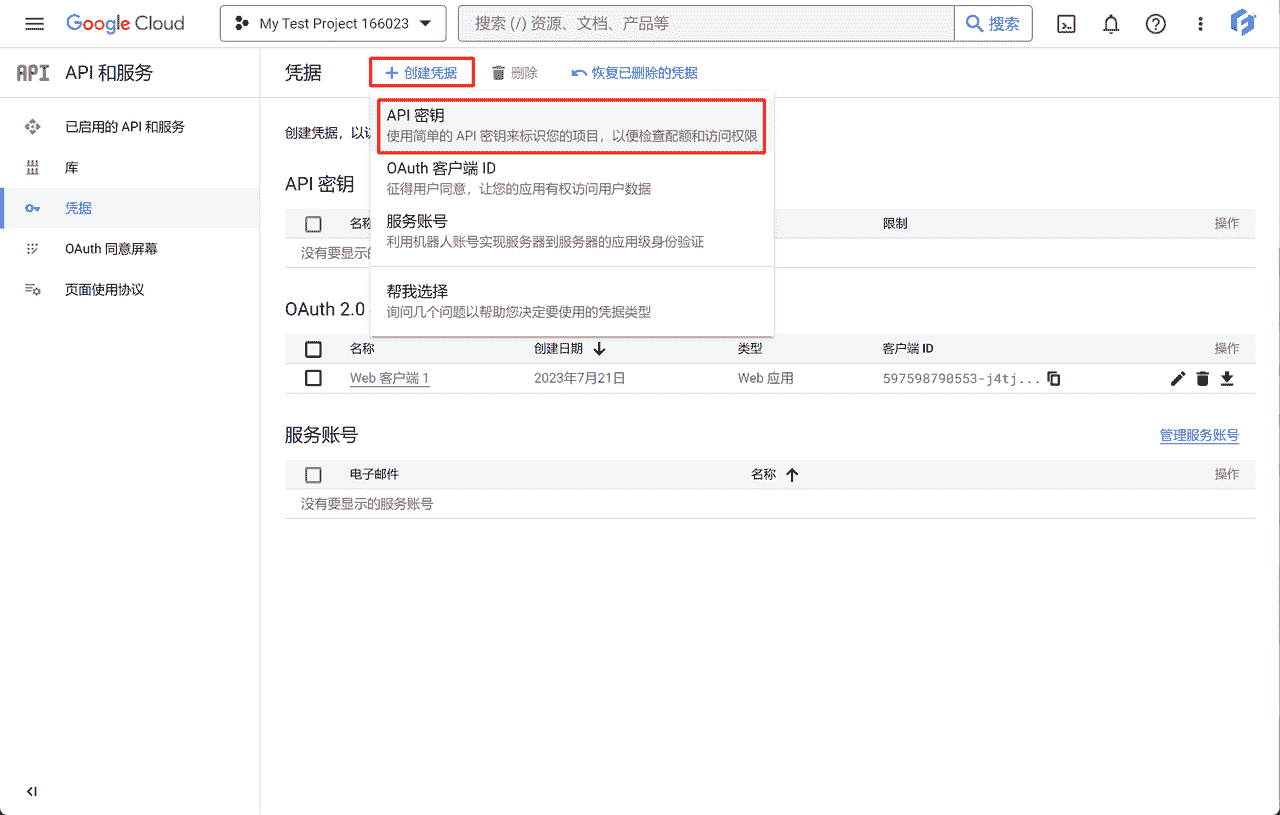 Google Cloud
My Test Project 166023
搜索 (/) 资源、文档、产品等
搜索
API
API 和服务
凭据
创建凭据
删除
恢复已删除的凭据
已启用的 API 和服务
库
凭据
OAuth 同意屏幕
页面使用协议
创建凭据，以
API 密钥
使用简单的 API 密钥来标识您的项目，以便检查配额和访问权限
OAuth 客户端 ID
征得用户同意，让您的应用有权访问用户数据
服务账号
利用机器人账号实现服务器到服务器的应用级身份验证
帮我选择
询问几个问题以帮助您决定要使用的凭据类型
API 密钥
限制
操作
没有要显示
OAuth 2.0
名称
创建日期
类型
客户端 ID
操作
Web 客户端 1
2023年7月21日
Web 应用
597598790553-j4tj...
服务账号
管理服务账号
电子邮件
名称
操作
没有要显示的服务账号